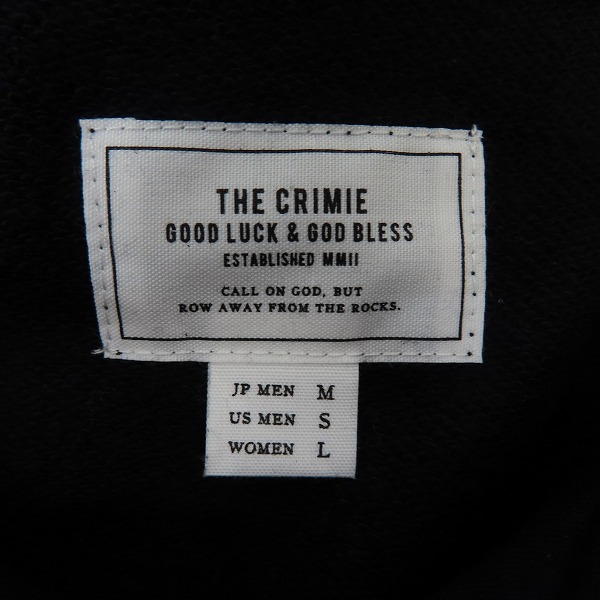 THE CRIMIE
GOOD LUCK & GOD BLESS
ESTABLISHED MMII
CALL ON GOD, BUT
ROW AWAY FROM THE ROCKS.
JP MEN M
US MEN S
WOMEN L